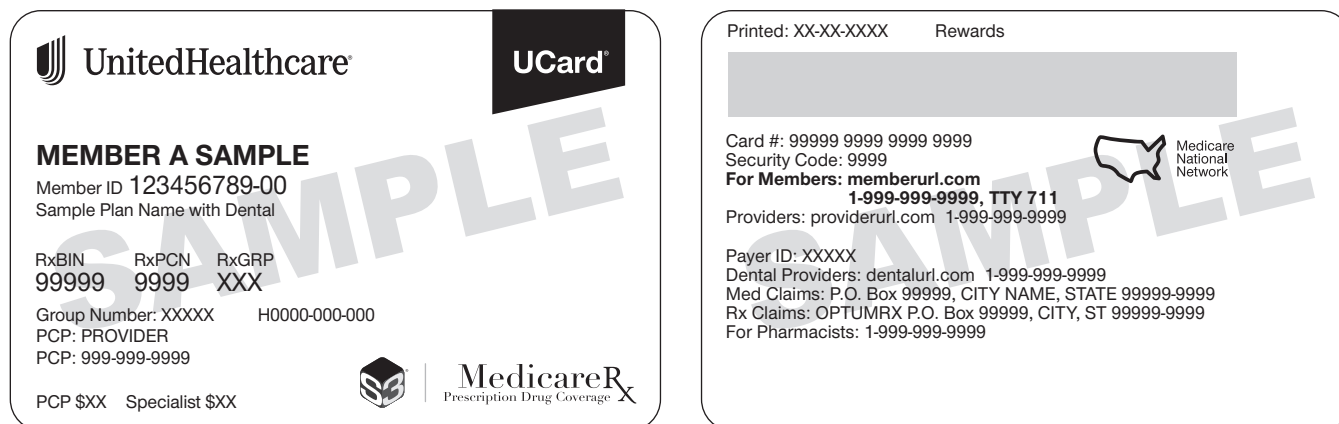 UnitedHealthcare®
UCard®
MEMBER A SAMPLE
Member ID 123456789-00
Sample Plan Name with Dental
RxBIN RxPCN RxGRP
99999 9999 XXX
Group Number: XXXXX H0000-000-000
PCP: PROVIDER
PCP: 999-999-9999
PCP $XX Specialist $XX
S3
MedicareRx
Prescription Drug Coverage
SAMPLE
Printed: XX-XX-XXXX Rewards
Card #: 99999 9999 9999 9999
Security Code: 9999
For Members: memberurl.com
1-999-999-9999, TTY 711
Providers: providerurl.com 1-999-999-9999
Medicare
National
Network
Payer ID: XXXXX
Dental Providers: dentalurl.com 1-999-999-9999
Med Claims: P.O. Box 99999, CITY NAME, STATE 99999-9999
Rx Claims: OPTUMRX P.O. Box 99999, CITY, ST 99999-9999
For Pharmacists: 1-999-999-9999
SAMPLE